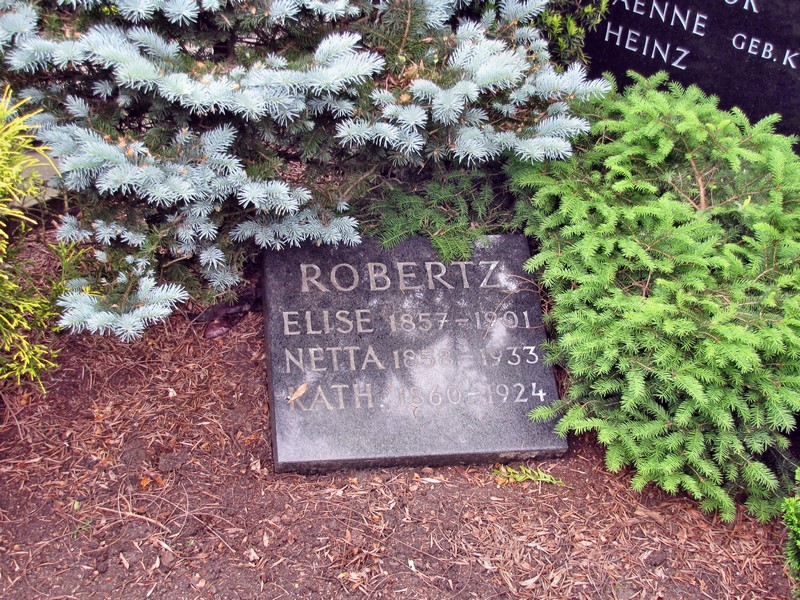 HEINZ GEB.K
ROBERTZ
ELISE 1857-1901
NETTA 1858-1933
KATH. 1860-1924